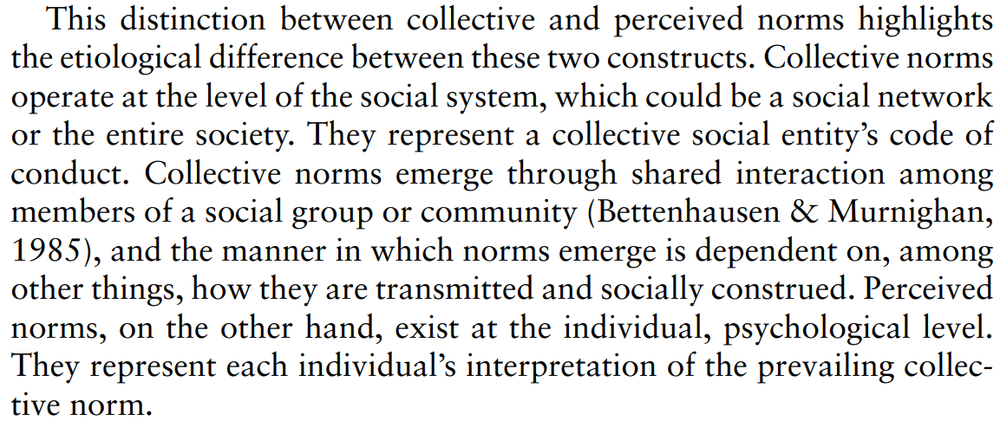 This distinction between collective and perceived norms highlights
the etiological difference between these two constructs. Collective norms
operate at the level of the social system, which could be a social network
or the entire society. They represent a collective social entity’s code of
conduct. Collective norms emerge through shared interaction among
members of a social group or community (Bettenhausen & Murnighan,
1985), and the manner in which norms emerge is dependent on, among
other things, how they are transmitted and socially construed. Perceived
norms, on the other hand, exist at the individual, psychological level.
They represent each individual’s interpretation of the prevailing collec-
tive norm.